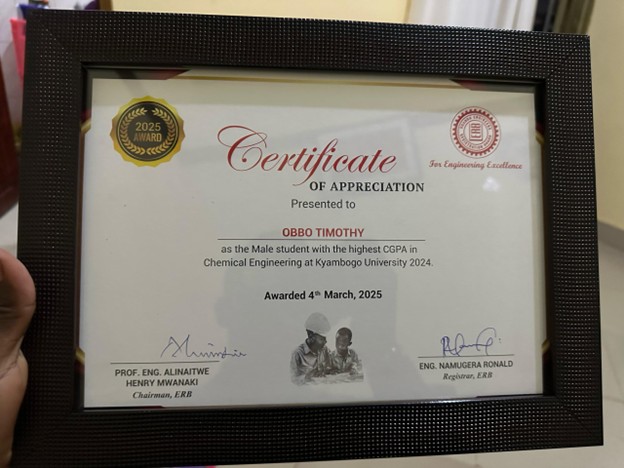 2025
AWARD
Certificate
OF APPRECIATION
For Engineering Excellence
Presented to
OBBO TIMOTHY
as the Male student with the highest CGPA in
Chemical Engineering at Kyambogo University 2024.
Awarded 4th March, 2025
PROF. ENG. ALINAITWE
HENRY MWANAKI
Chairman, ERB
ENG. NAMUGERA RONALD
Registrar, ERB